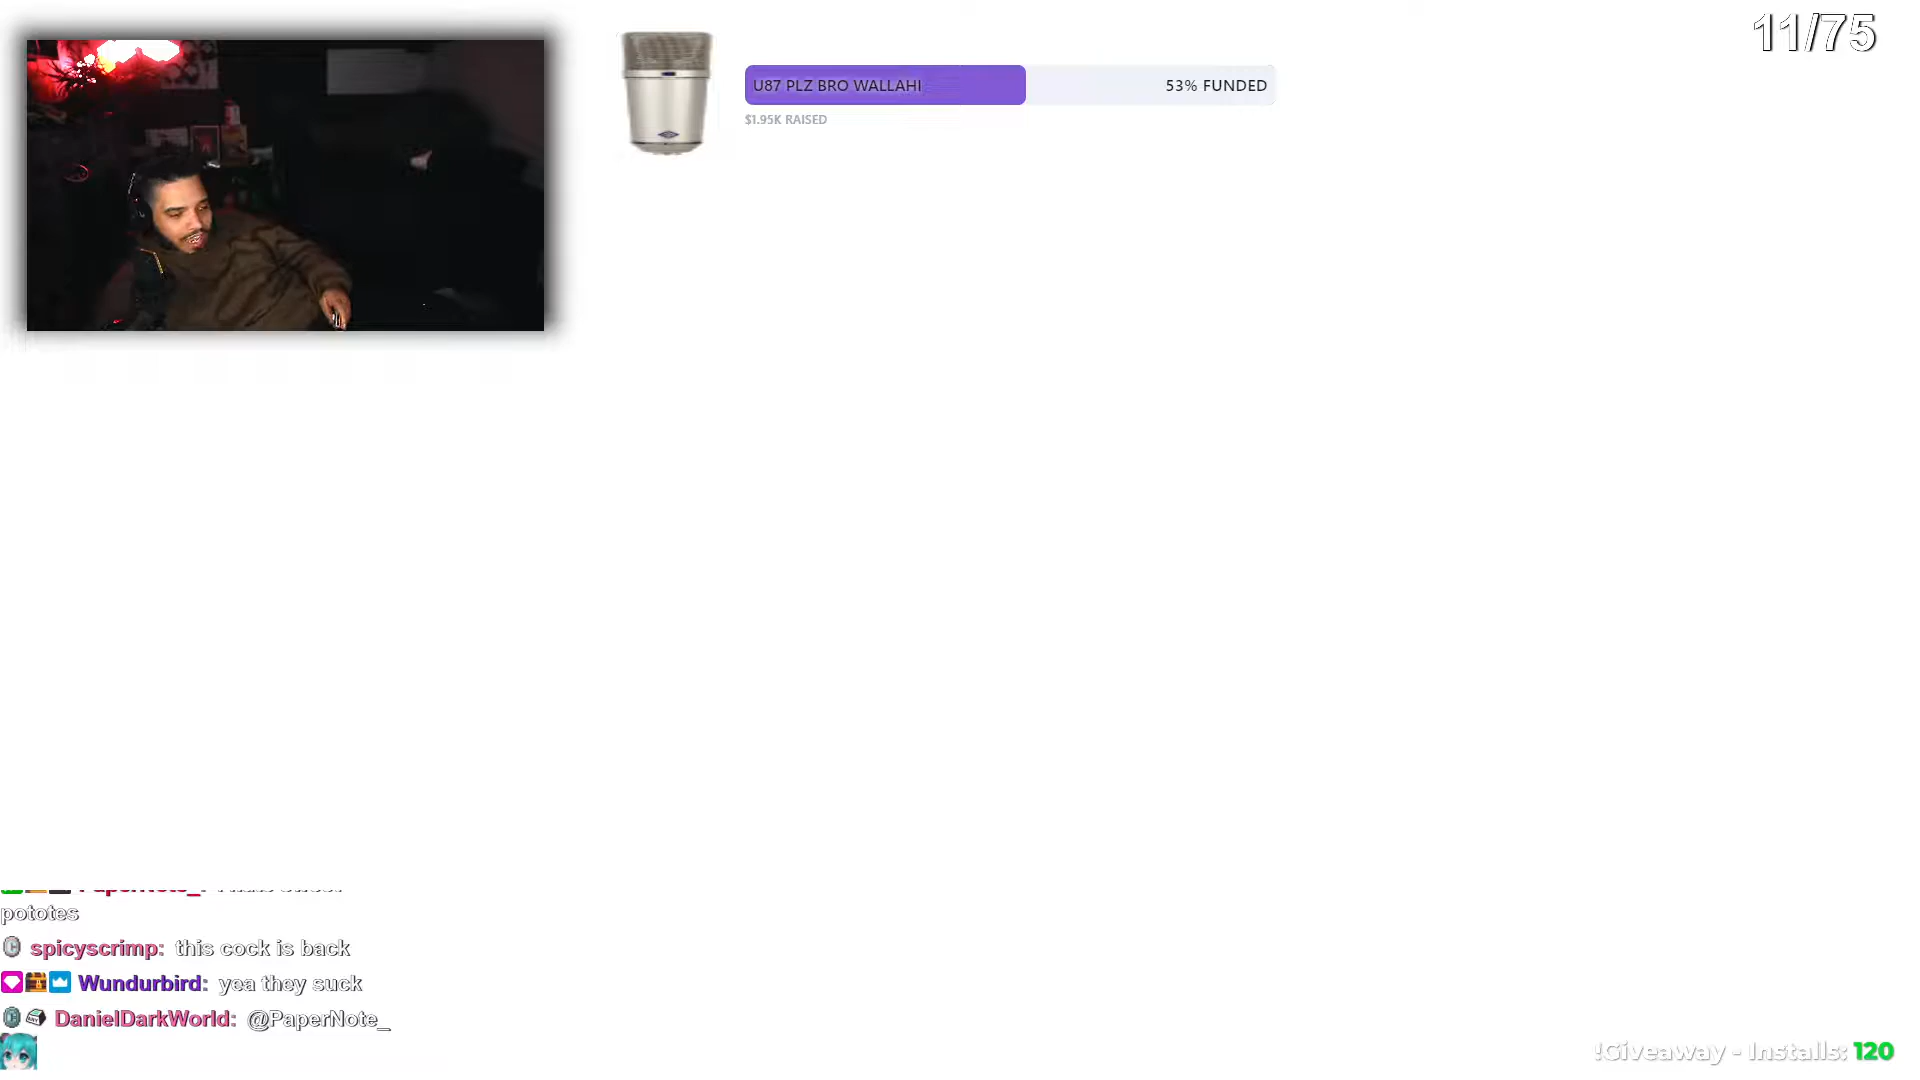 11/75
U87 PLZ BRO WALLAHI
53% FUNDED
$1.95K RAISED
pototes
spicyscrimp: this cock is back
Wundurbird: yea they suck
DanielDarkWorld: @PaperNote_
!Giveaway - Installs: 120